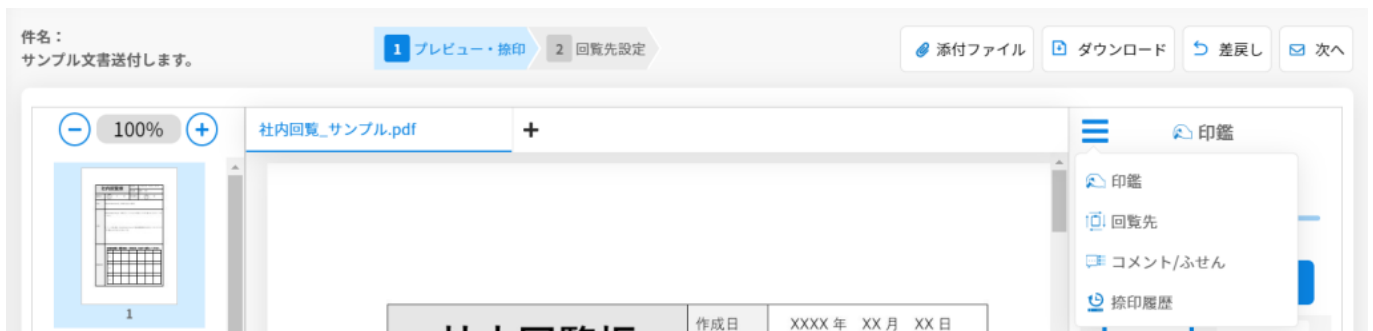 件名：
サンプル文書送付します。
1 プレビュー・捺印 2 回覧先設定
添付ファイル ダウンロード 差戻し 次へ
100%
社内回覧_サンプル.pdf
印鑑
印鑑
回覧先
コメント/ふせん
捺印履歴
1
作成日 XXXX 年 XX 月 XX 日